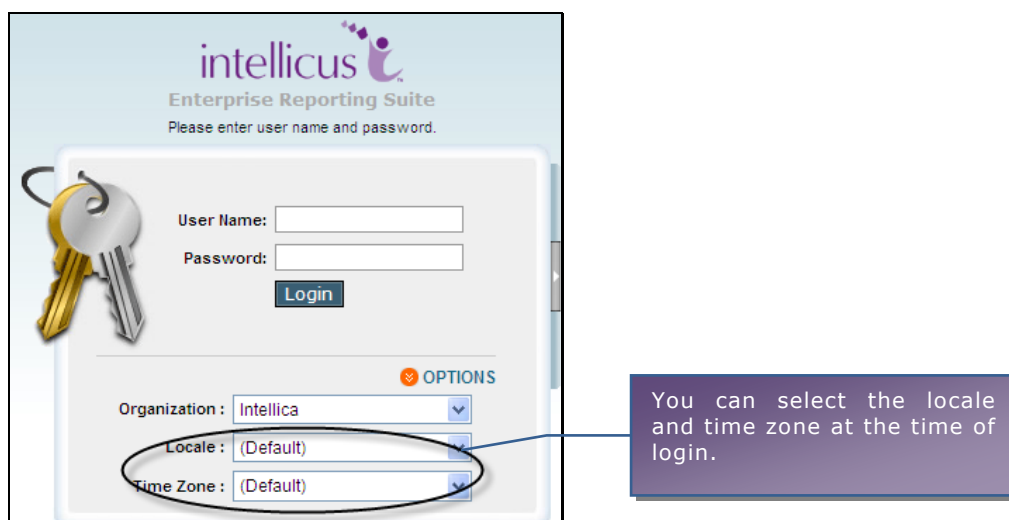 intellicus
Enterprise Reporting Suite
Please enter user name and password.
User Name:
Password:
Login
OPTIONS
Organization : Intellica
Locale : (Default)
Time Zone : (Default)
You can select the locale
and time zone at the time of
login.